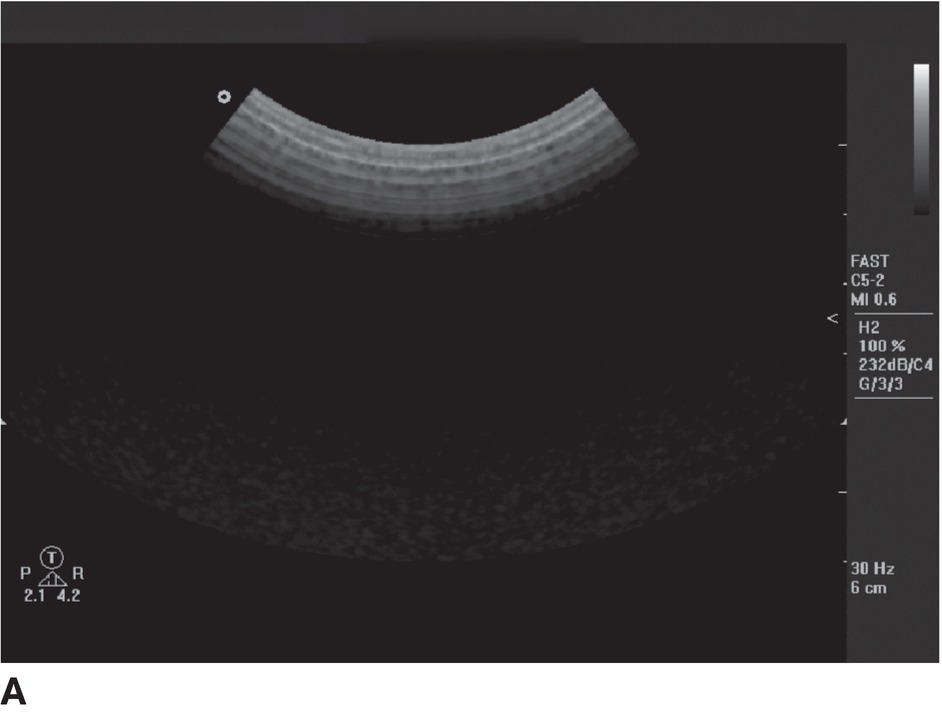 FAST
C5-2
MI 0.6
<
H2
100 %
232dB/C4
G/3/3
T
P R
2.1 4.2
30 Hz
6 cm
A